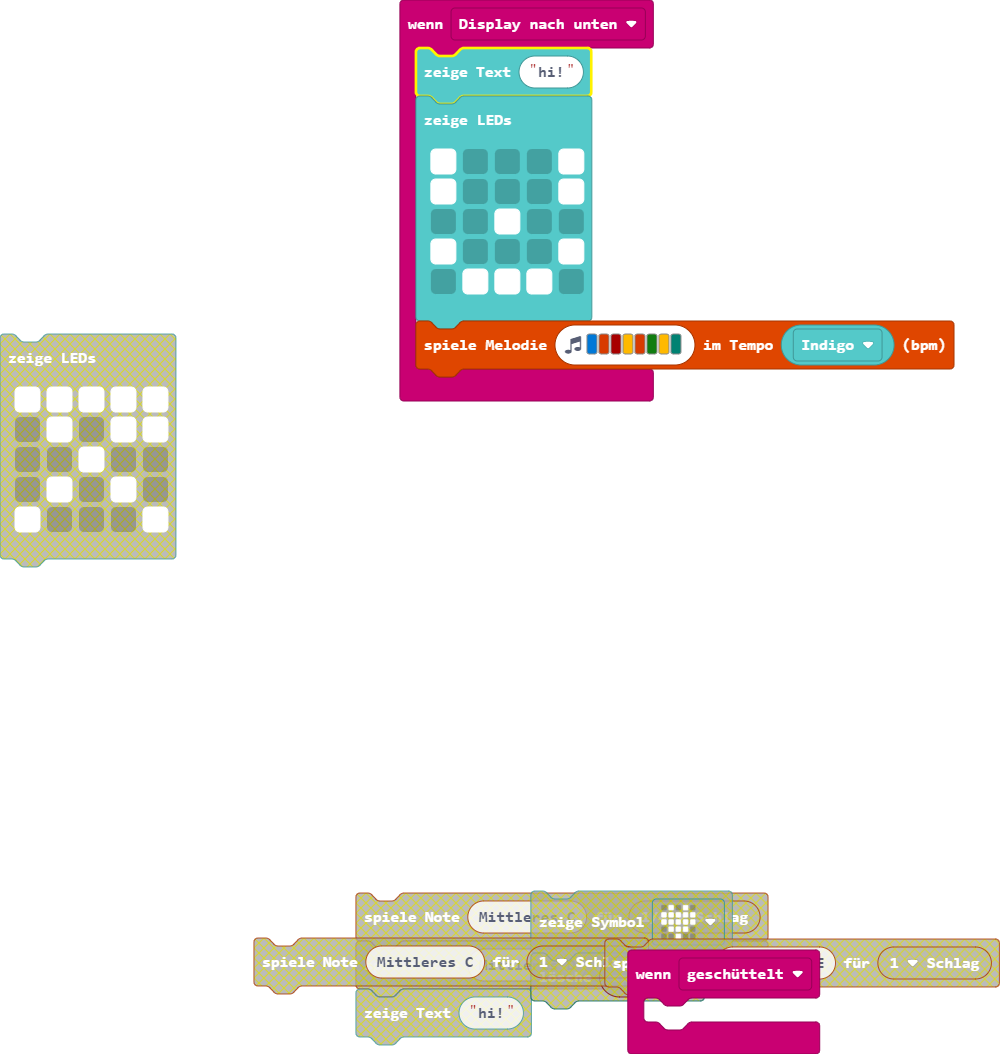 wenn Display nach unten
zeige Text "hi!"
zeige LEDs
spiele Melodie im Tempo Indigo (bpm)
zeige LEDs
spiele Note Mittleres C
zeige Symbol
spiele Note Mittleres C für 1
für 1 Schlag
wenn geschüttelt
zeige Text "hi!"